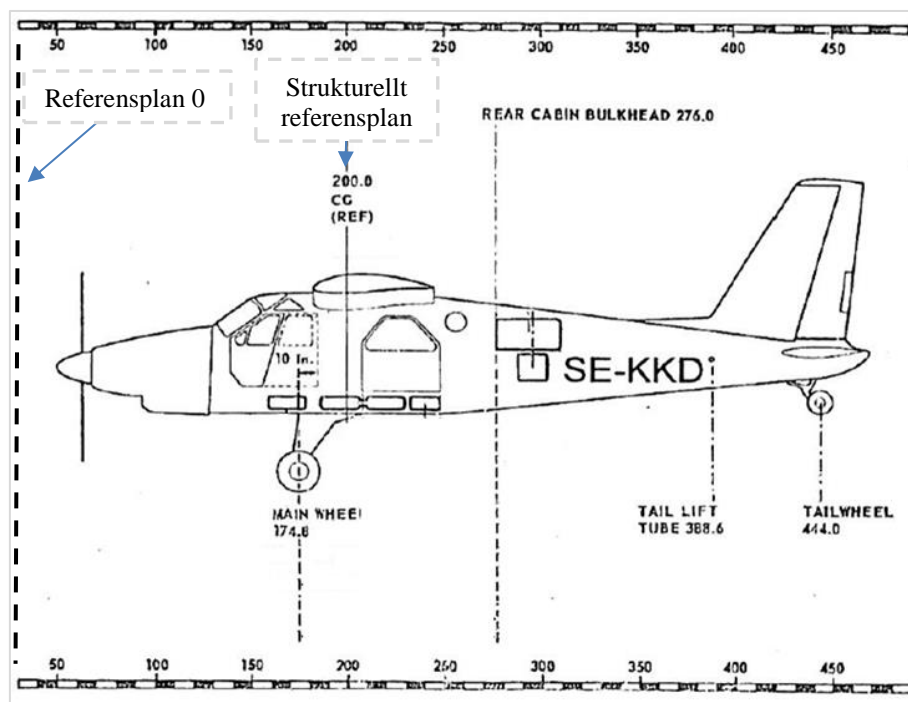 50 100 150 200 250 300 350 400 450
Referensplan 0
Strukturellt
referensplan
REAR CABIN BULKHEAD 276.0
200.0
CG
(REF)
10 In.
SE-KKD
MAIN WHEEL
174.8
TAIL LIFT
TUBE 388.6
TAILWHEEL
444.0
50 100 150 200 250 300 350 400 450